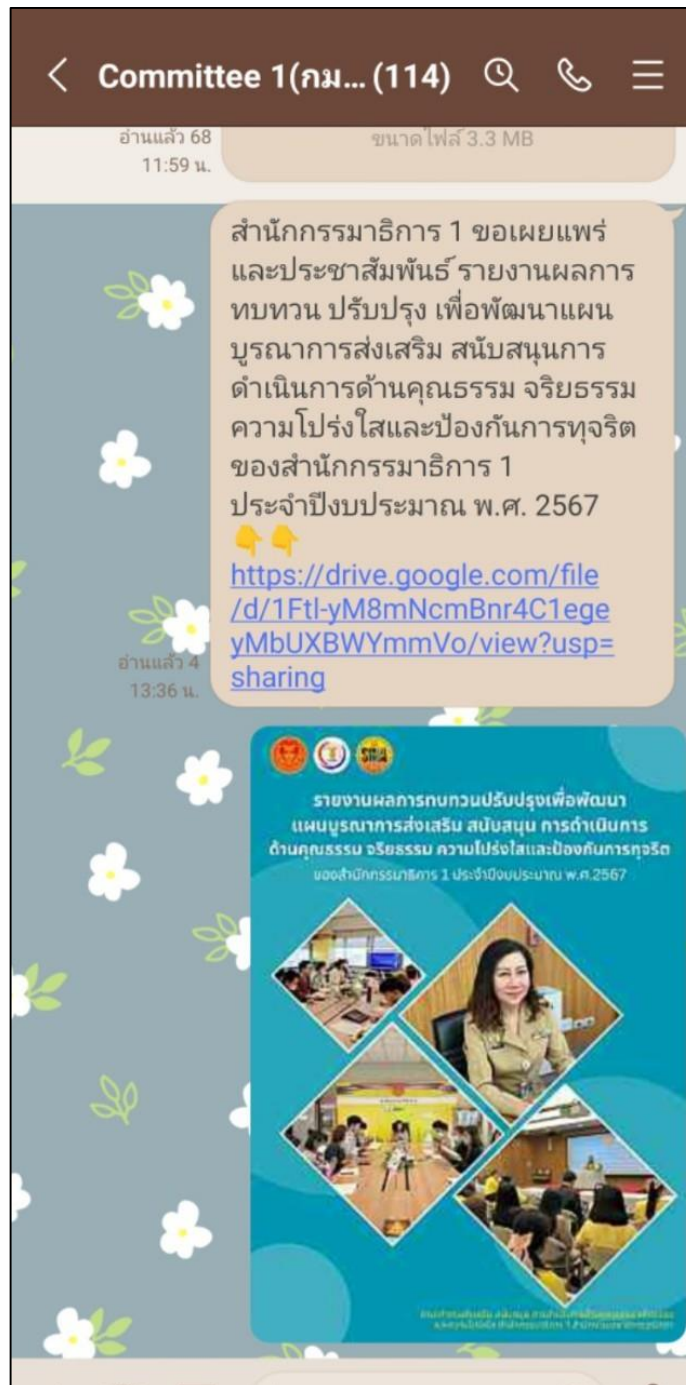 Committee 1(กม... (114)
อ่านแล้ว 68
11:59 น.
ขนาดไฟล์ 3.3 MB
สำนักกรรมาธิการ 1 ขอเผยแพร่
และประชาสัมพันธ์ รายงานผลการ
ทบทวน ปรับปรุง เพื่อพัฒนาแผน
บูรณาการส่งเสริม สนับสนุนการ
ดำเนินการด้านคุณธรรม จริยธรรม
ความโปร่งใสและป้องกันการทุจริต
ของสำนักกรรมาธิการ 1
ประจำปีงบประมาณ พ.ศ. 2567
👇👇
https://drive.google.com/file
/d/1Ftl-yM8mNcmBnr4C1ege
yMbUXBWYmmVo/view?usp=
sharing
อ่านแล้ว 4
13:36 น.
รายงานผลการทบทวนปรับปรุงเพื่อพัฒนา
แผนบูรณาการส่งเสริม สนับสนุน การดำเนินการ
ด้านคุณธรรม จริยธรรม ความโปร่งใสและป้องกันการทุจริต
ของสำนักกรรมาธิการ 1 ประจำปีงบประมาณ พ.ศ.2567